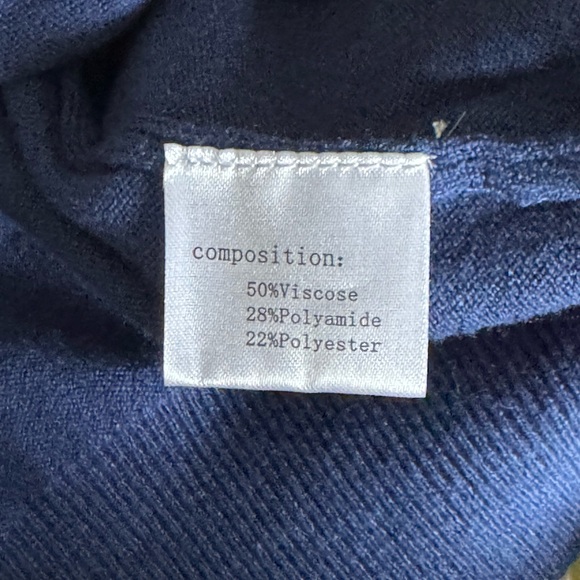 composition:
50%Viscose
28%Polyamide
22%Polyester